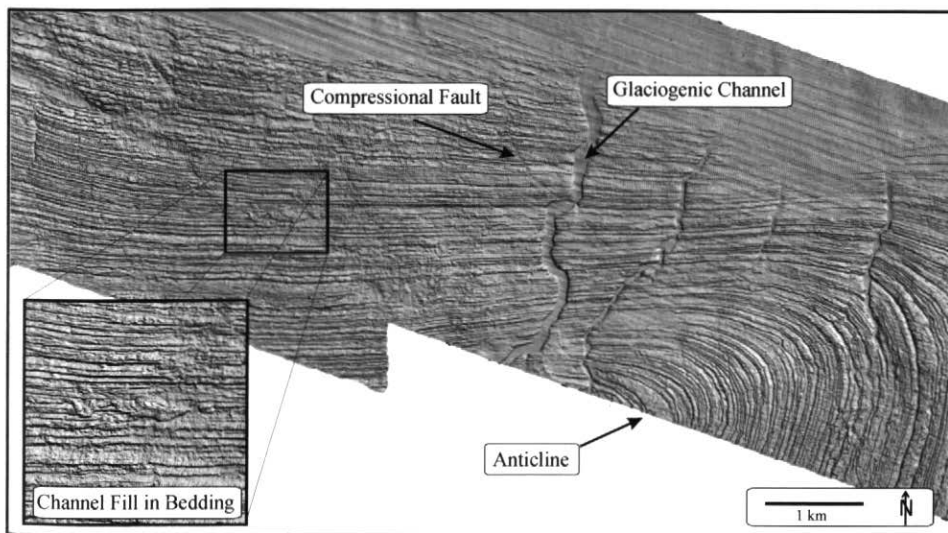 Compressional Fault
Glaciogenic Channel
Anticline
Channel Fill in Bedding
1 km
N